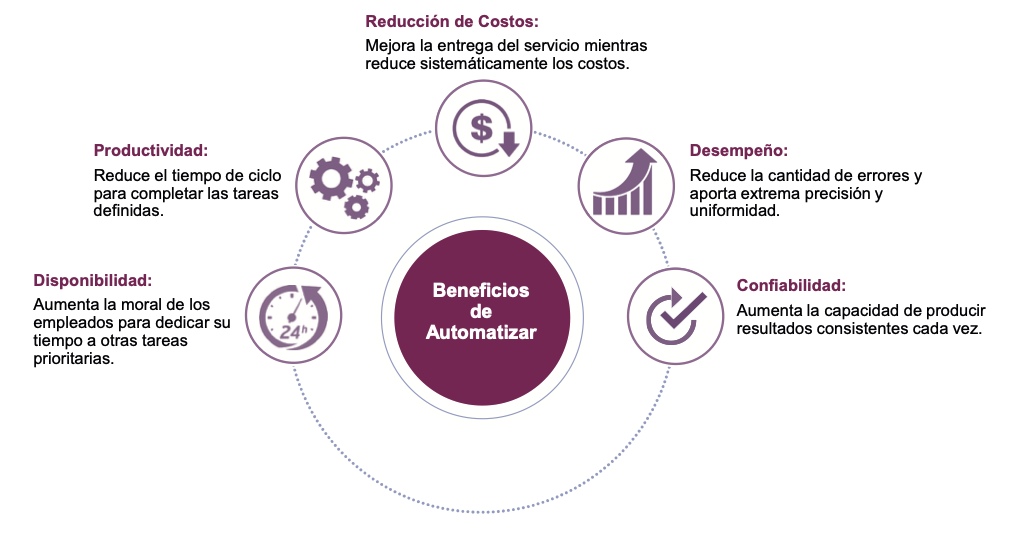 Reducción de Costos:
Mejora la entrega del servicio mientras
reduce sistemáticamente los costos.
$
Productividad:
Reduce el tiempo de ciclo
para completar las tareas
definidas.
Desempeño:
Reduce la cantidad de errores y
aporta extrema precisión y
uniformidad.
Disponibilidad:
Aumenta la moral de los
empleados para dedicar su
tiempo a otras tareas
prioritarias.
24h
Beneficios
de
Automatizar
Confiabilidad:
Aumenta la capacidad de producir
resultados consistentes cada vez.